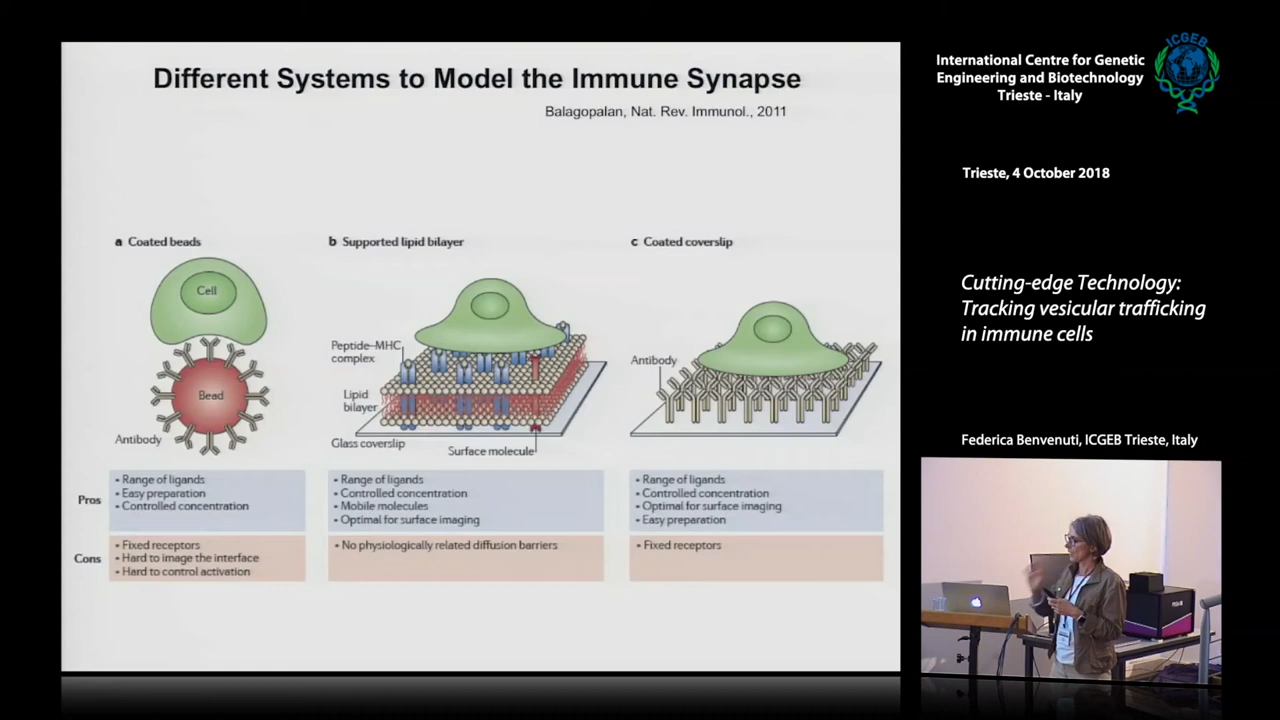 Different Systems to Model the Immune Synapse
Balagopalan, Nat. Rev. Immunol., 2011
a Coated beads
Cell
Bead
Antibody
b Supported lipid bilayer
Peptide–MHC
complex
Lipid
bilayer
Glass coverslip
Surface molecule
c Coated coverslip
Antibody
Pros
• Range of ligands
• Easy preparation
• Controlled concentration
• Range of ligands
• Controlled concentration
• Mobile molecules
• Optimal for surface imaging
• Range of ligands
• Controlled concentration
• Optimal for surface imaging
• Easy preparation
Cons
• Fixed receptors
• Hard to image the interface
• Hard to control activation
• No physiologically related diffusion barriers
• Fixed receptors
International Centre for Genetic
Engineering and Biotechnology
Trieste - Italy
ICGEB
Trieste, 4 October 2018
Cutting-edge Technology:
Tracking vesicular trafficking
in immune cells
Federica Benvenuti, ICGEB Trieste, Italy